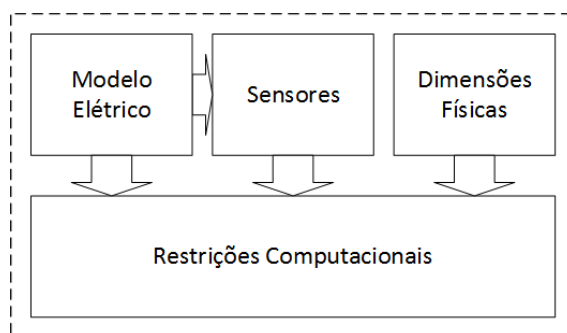 Modelo
Elétrico
Sensores
Dimensões
Físicas
Restrições Computacionais